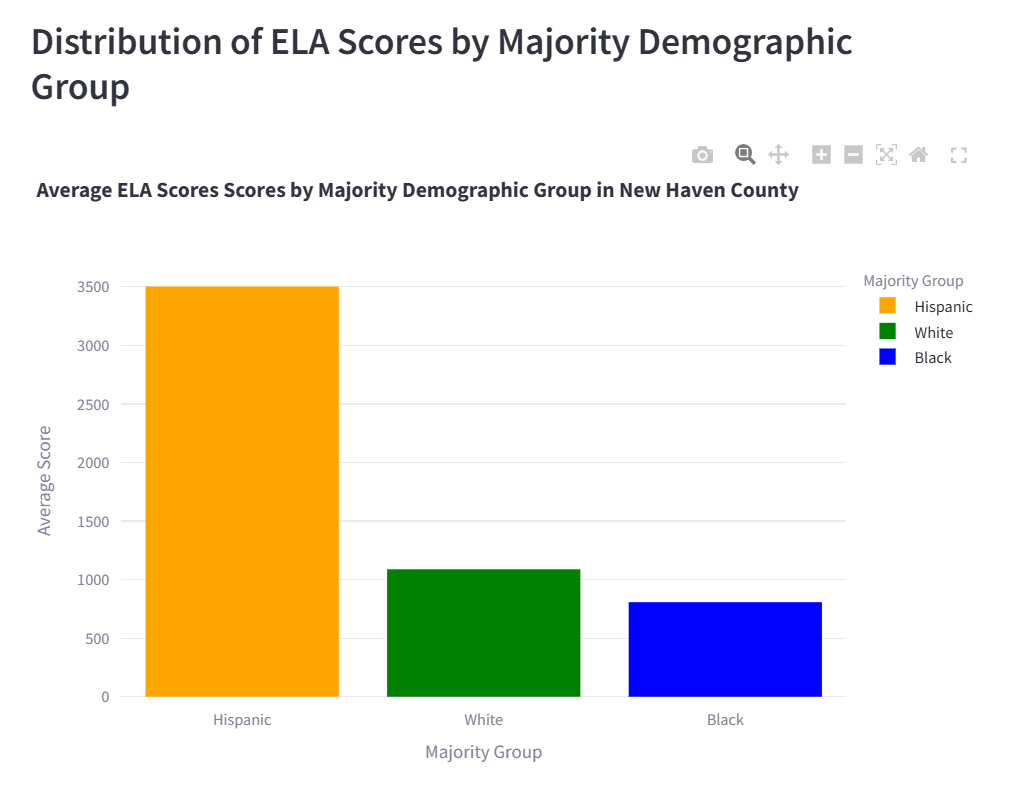 Distribution of ELA Scores by Majority Demographic
Group
Average ELA Scores Scores by Majority Demographic Group in New Haven County
Majority Group
Hispanic
White
Black
Average Score
3500
3000
2500
2000
1500
1000
500
0
Hispanic White Black
Majority Group